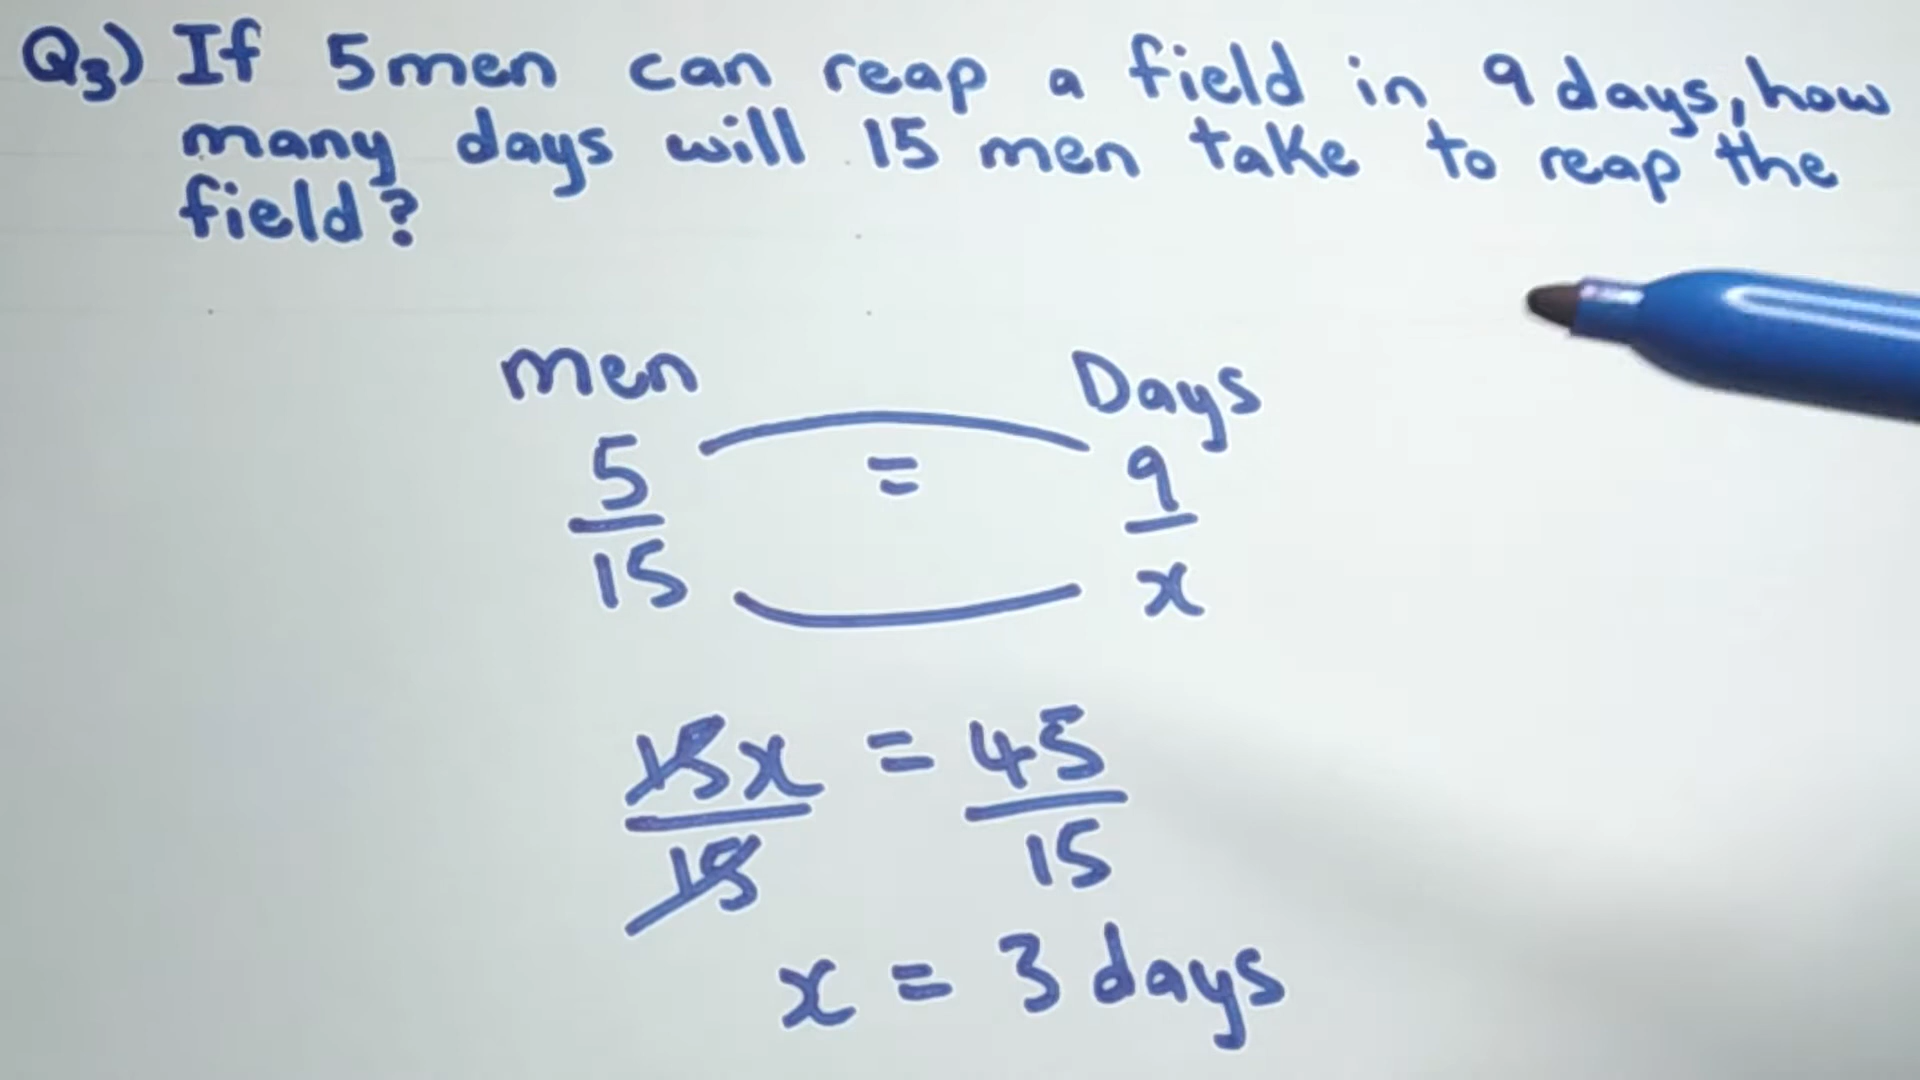 Q3) If 5 men can reap a field in 9 days, how
many days will 15 men take to reap the
field?
Men Days
5 = 9
15 x
15x = 45
15 15
x = 3 days